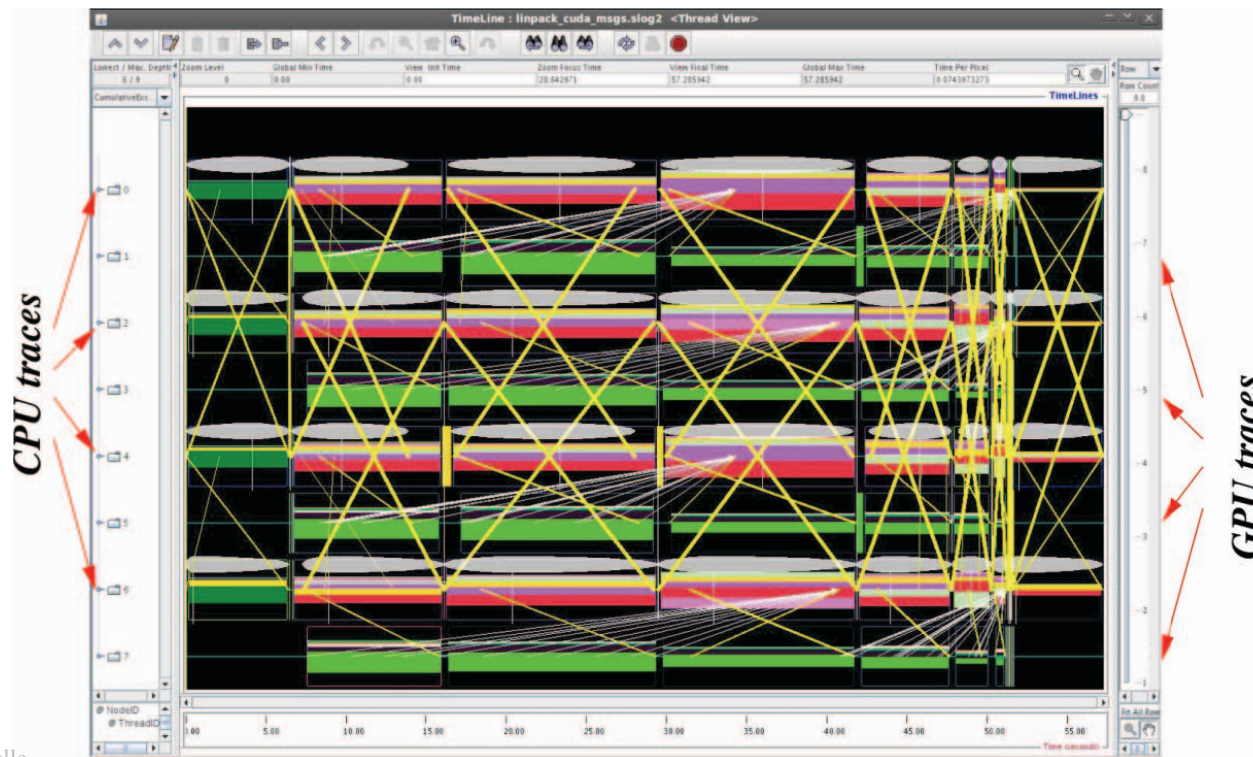 TimeLine : linpack_cuda_msgs.slog2 <Thread View>
Lowest / Max. Depth
Zoom Level
Global Min Time
View Init Time
Zoom Focus Time
View Final Time
Global Max Time
Time Per Pixel
Row
6 / 9
0
0.00
0.00
28.642971
57.285942
57.285942
0.0743973273
Row Count
9.0
CumulativeExc...
TimeLines
CPU traces
0
1
2
3
4
5
6
7
8
7
6
5
4
3
2
1
GPU traces
NodeID
ThreadID
0.00
5.00
10.00
15.00
20.00
25.00
30.00
35.00
40.00
45.00
50.00
55.00
Time (seconds)
Fit All Row